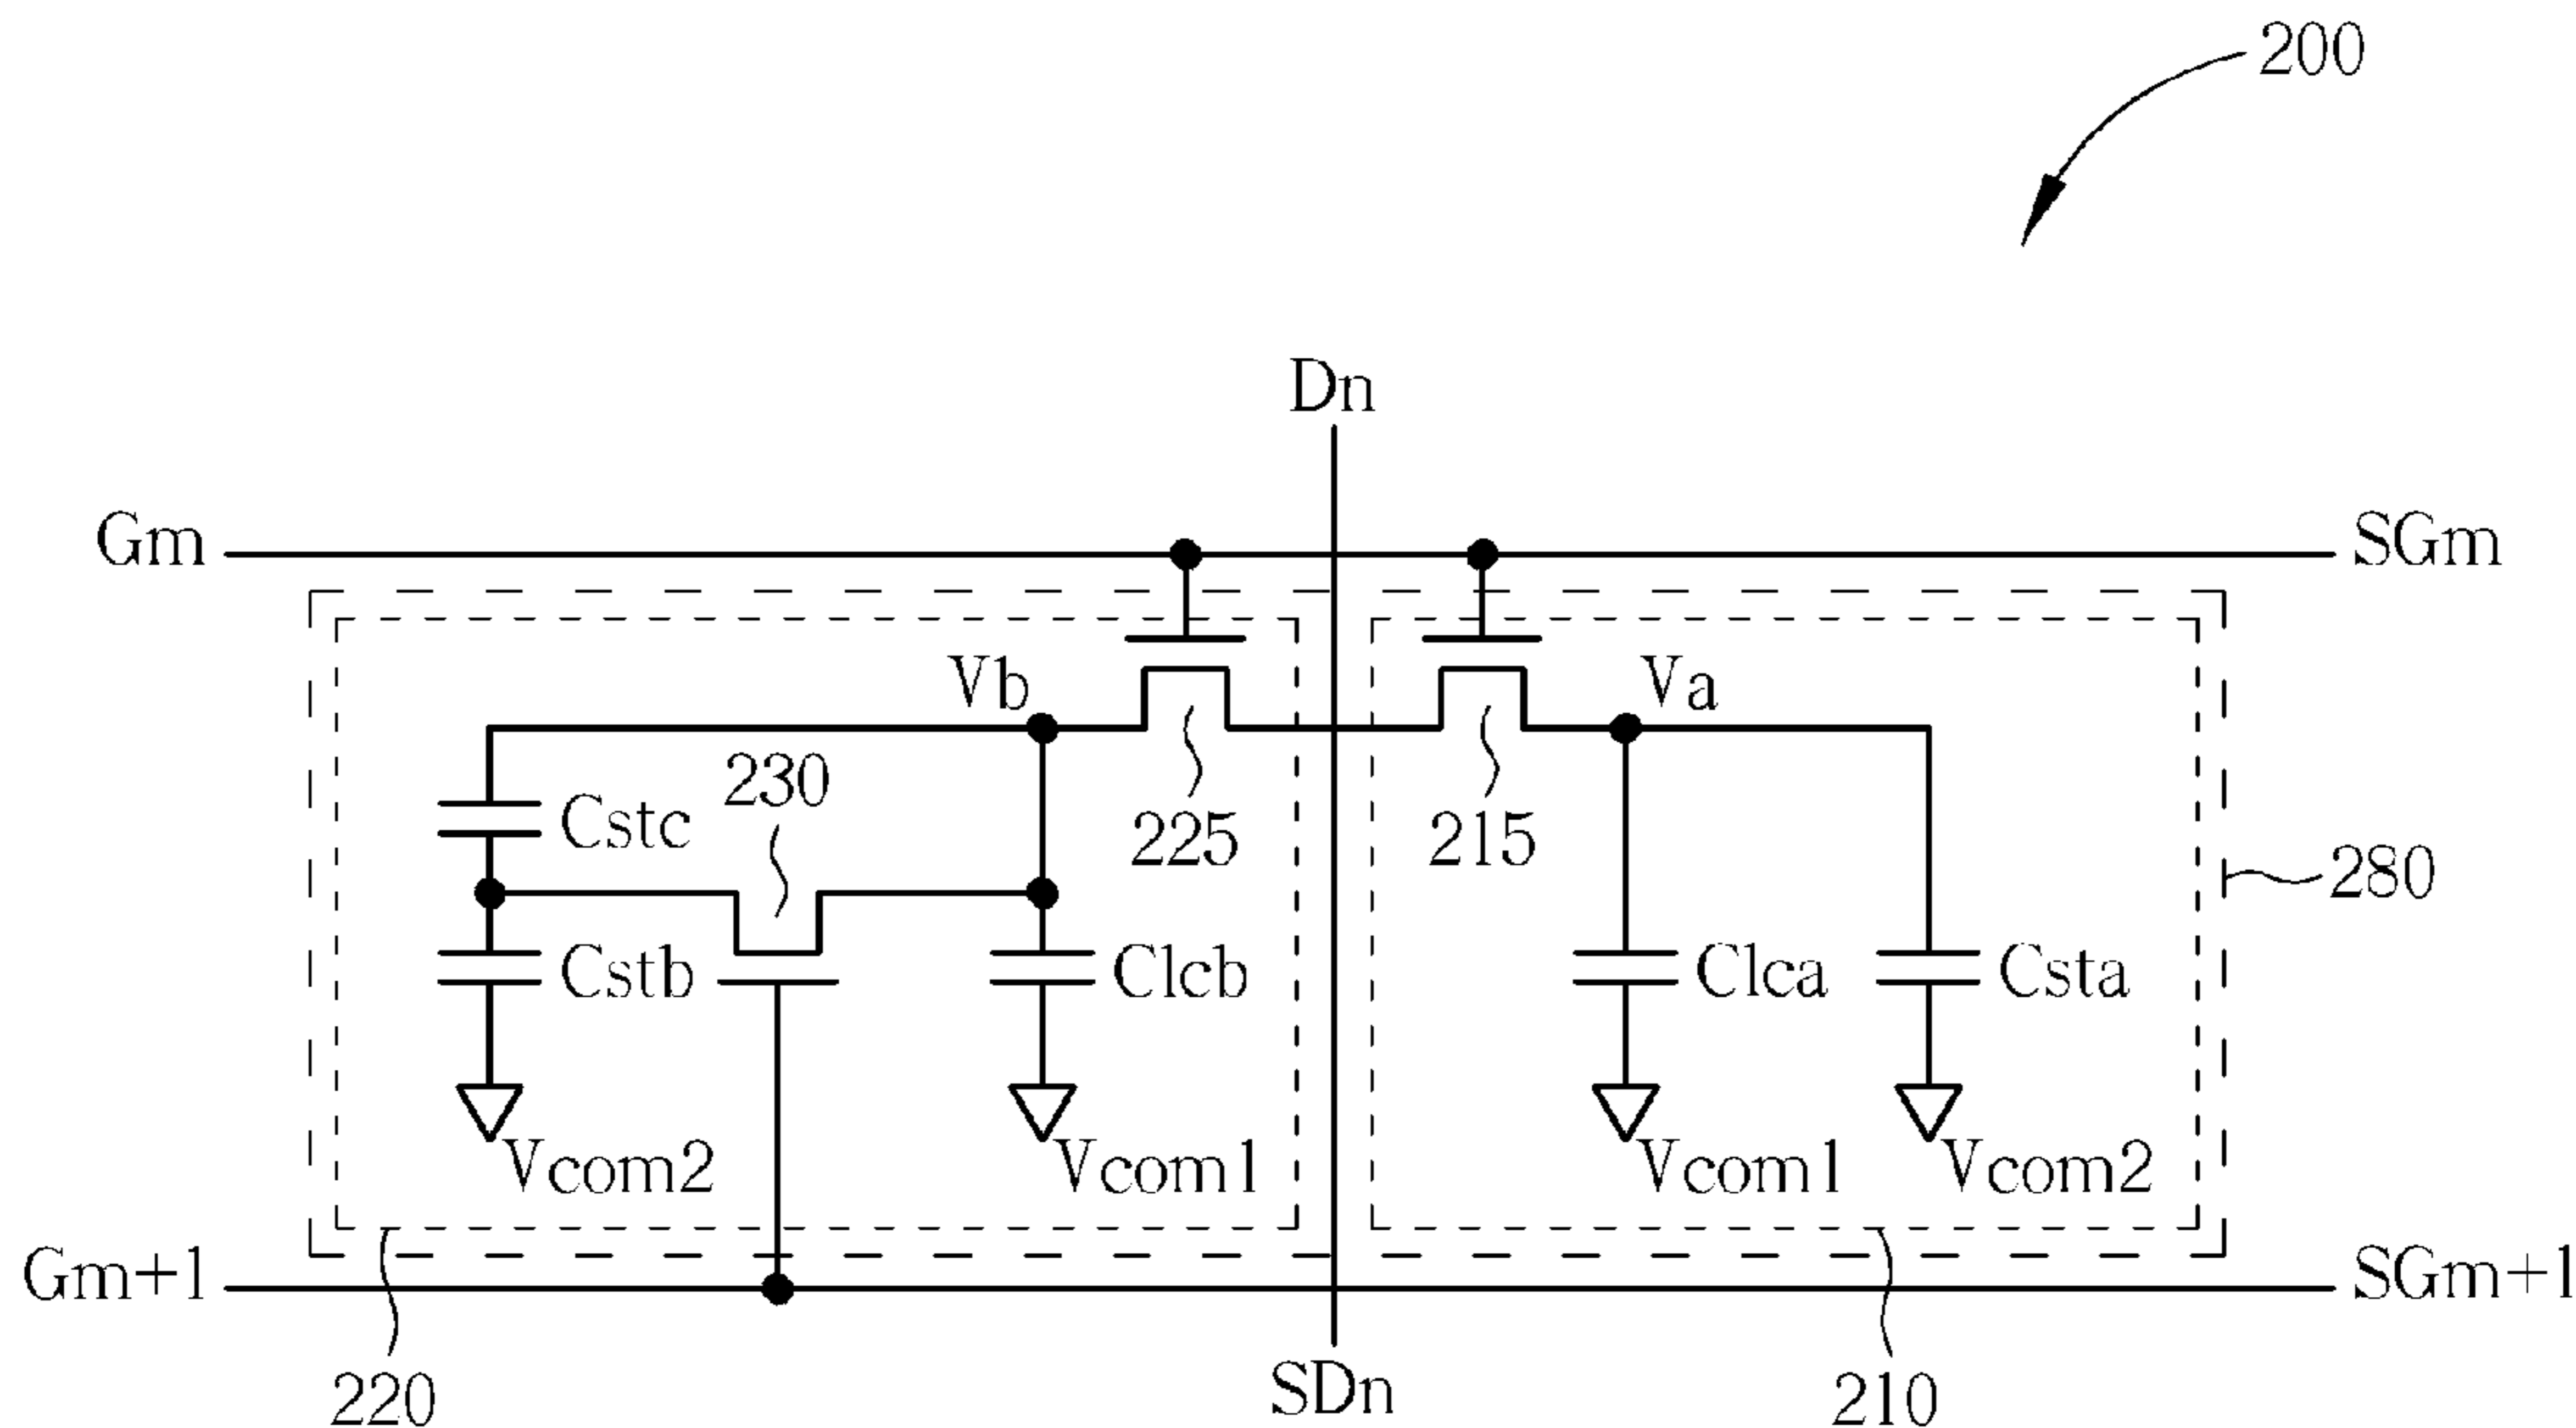 200
Dn
Gm
SGm
Vb
Va
230
Cstc
225
215
280
Cstb
Clcb
Clca
Csta
Vcom2
Vcom1
Vcom1
Vcom2
Gm+1
SGm+1
220
SDn
210